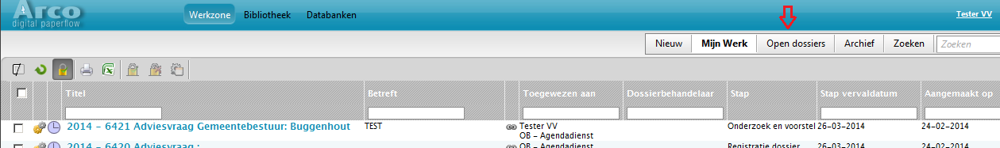 Arco
digital paperflow
Werkzone Bibliotheek Databanken Tester VV
Nieuw Mijn Werk Open dossiers Archief Zoeken Zoeken
Titel Betreft Toegewezen aan Dossierbehandelaar Stap Stap vervaldatum Aangemaakt op
2014 - 6421 Adviesvraag Gemeentebestuur: Buggenhout TEST Tester VV Onderzoek en voorstel 26-03-2014 24-02-2014
OB - Agendadienst
2014 - 6420 Adviesvraag : OB - Agendadienst Registratie dossier 26-03-2014 24-02-2014